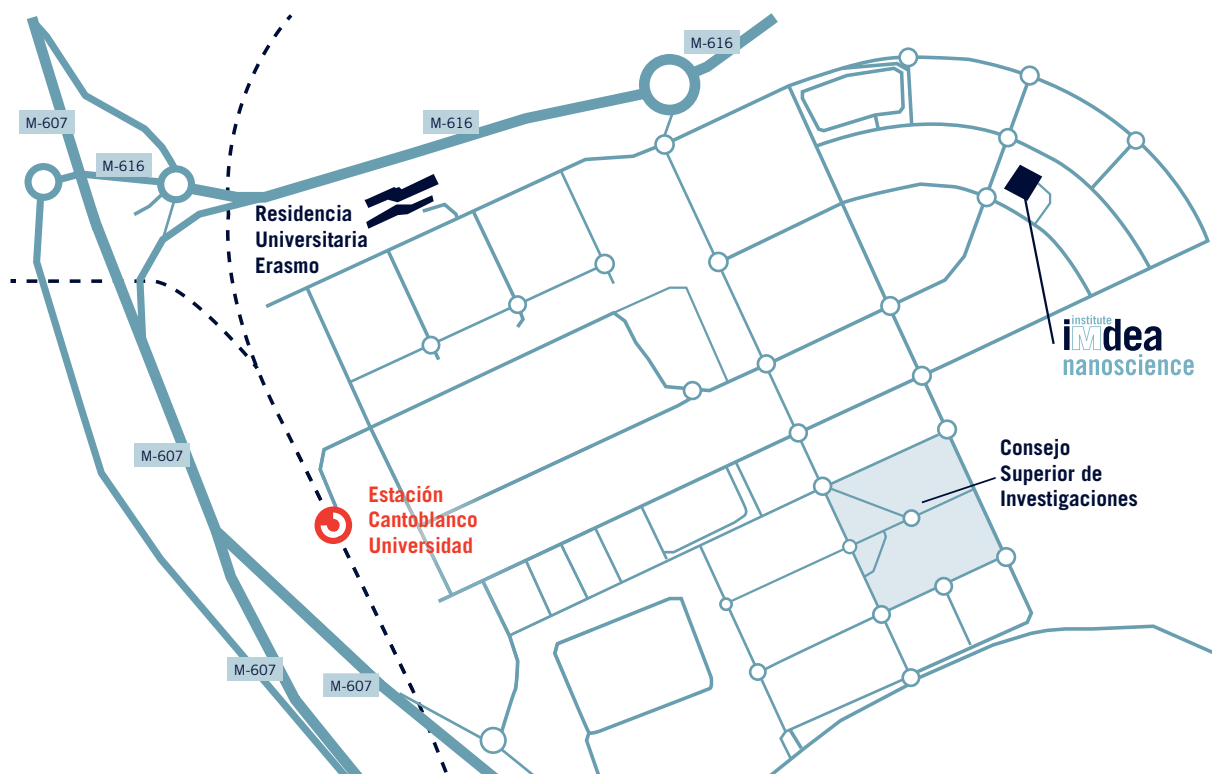 M-616
M-607
M-616
M-616
Residencia
Universitaria
Erasmo
institute
iMdea
nanoscience
M-607
Consejo
Superior de
Investigaciones
Estación
Cantoblanco
Universidad
M-607
M-607